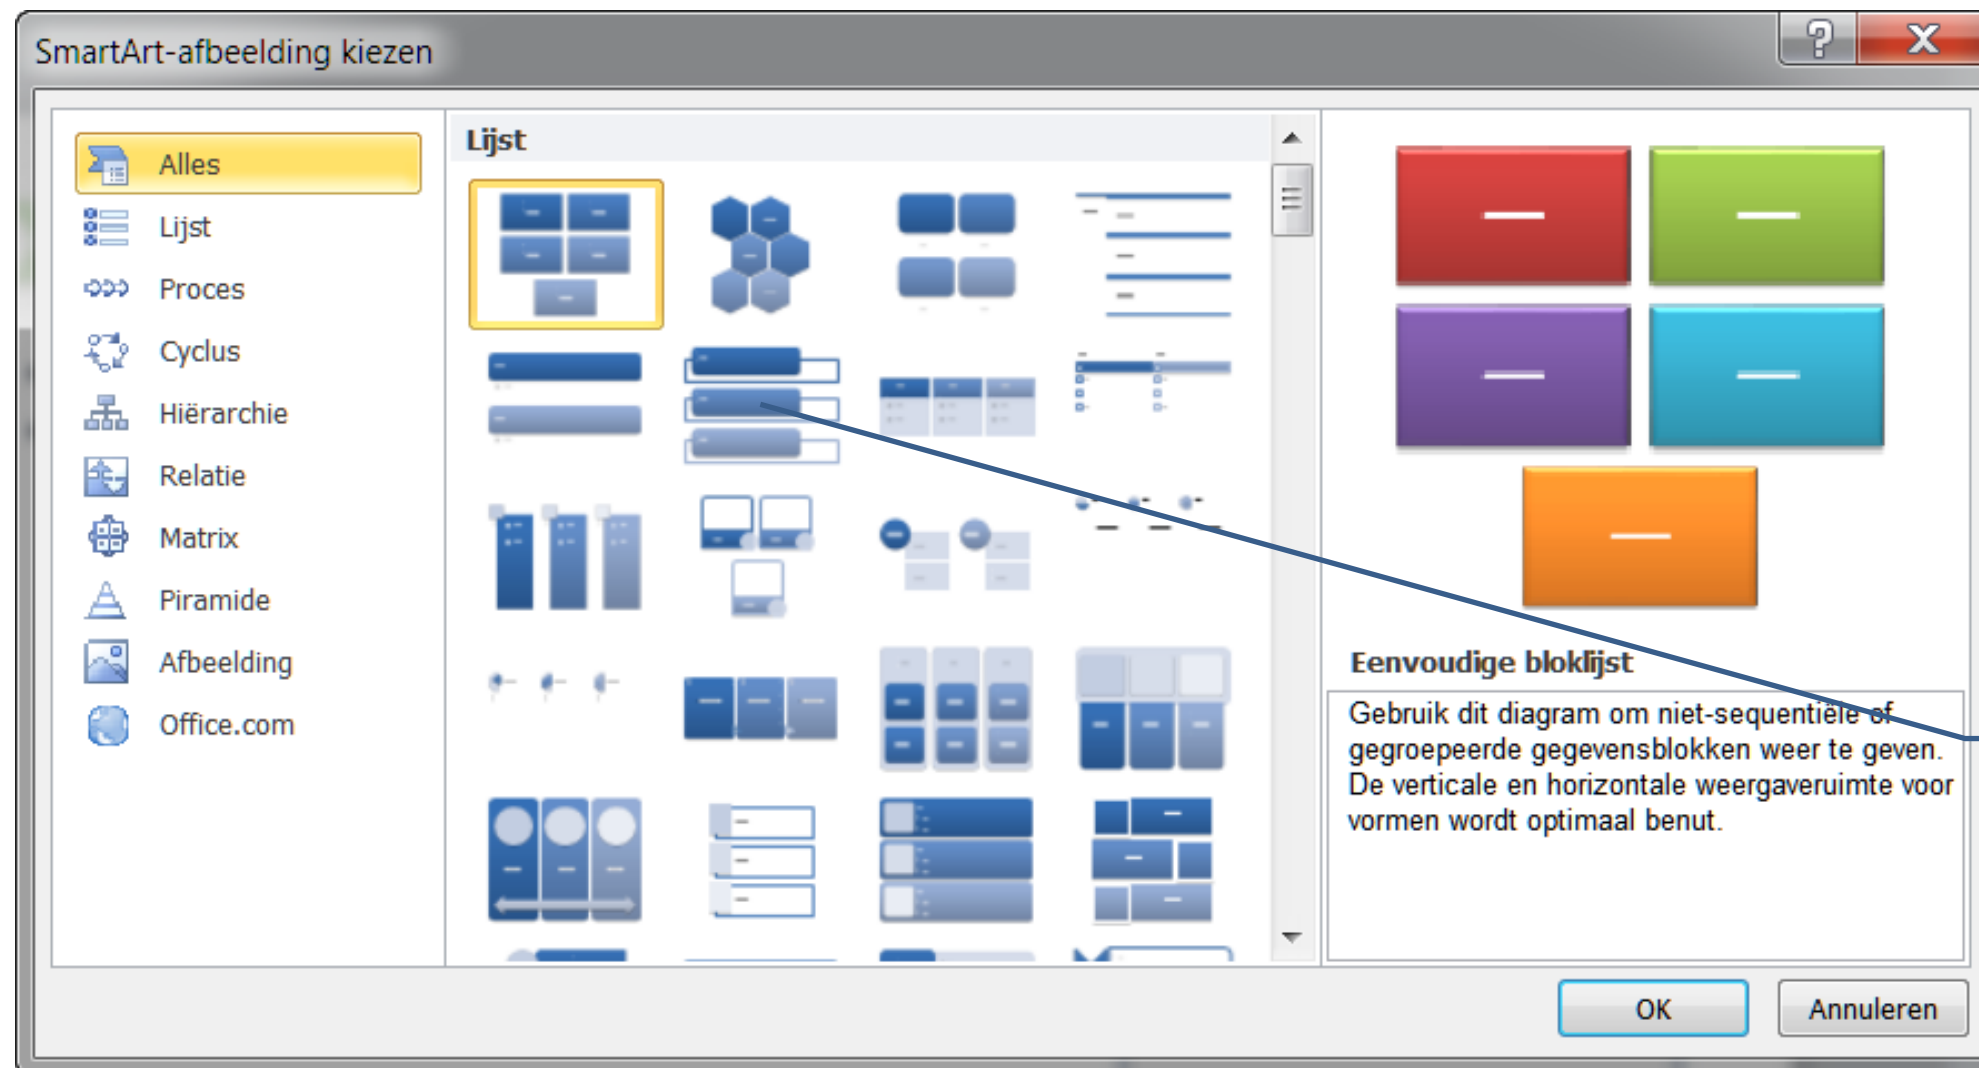 SmartArt-afbeelding kiezen
Alles
Lijst
Proces
Cyclus
Hiërarchie
Relatie
Matrix
Piramide
Afbeelding
Office.com
Lijst
Eenvoudige bloklijst
Gebruik dit diagram om niet-sequentiële of
gegroepeerde gegevensblokken weer te geven.
De verticale en horizontale weergaveruimte voor
vormen wordt optimaal benut.
OK
Annuleren